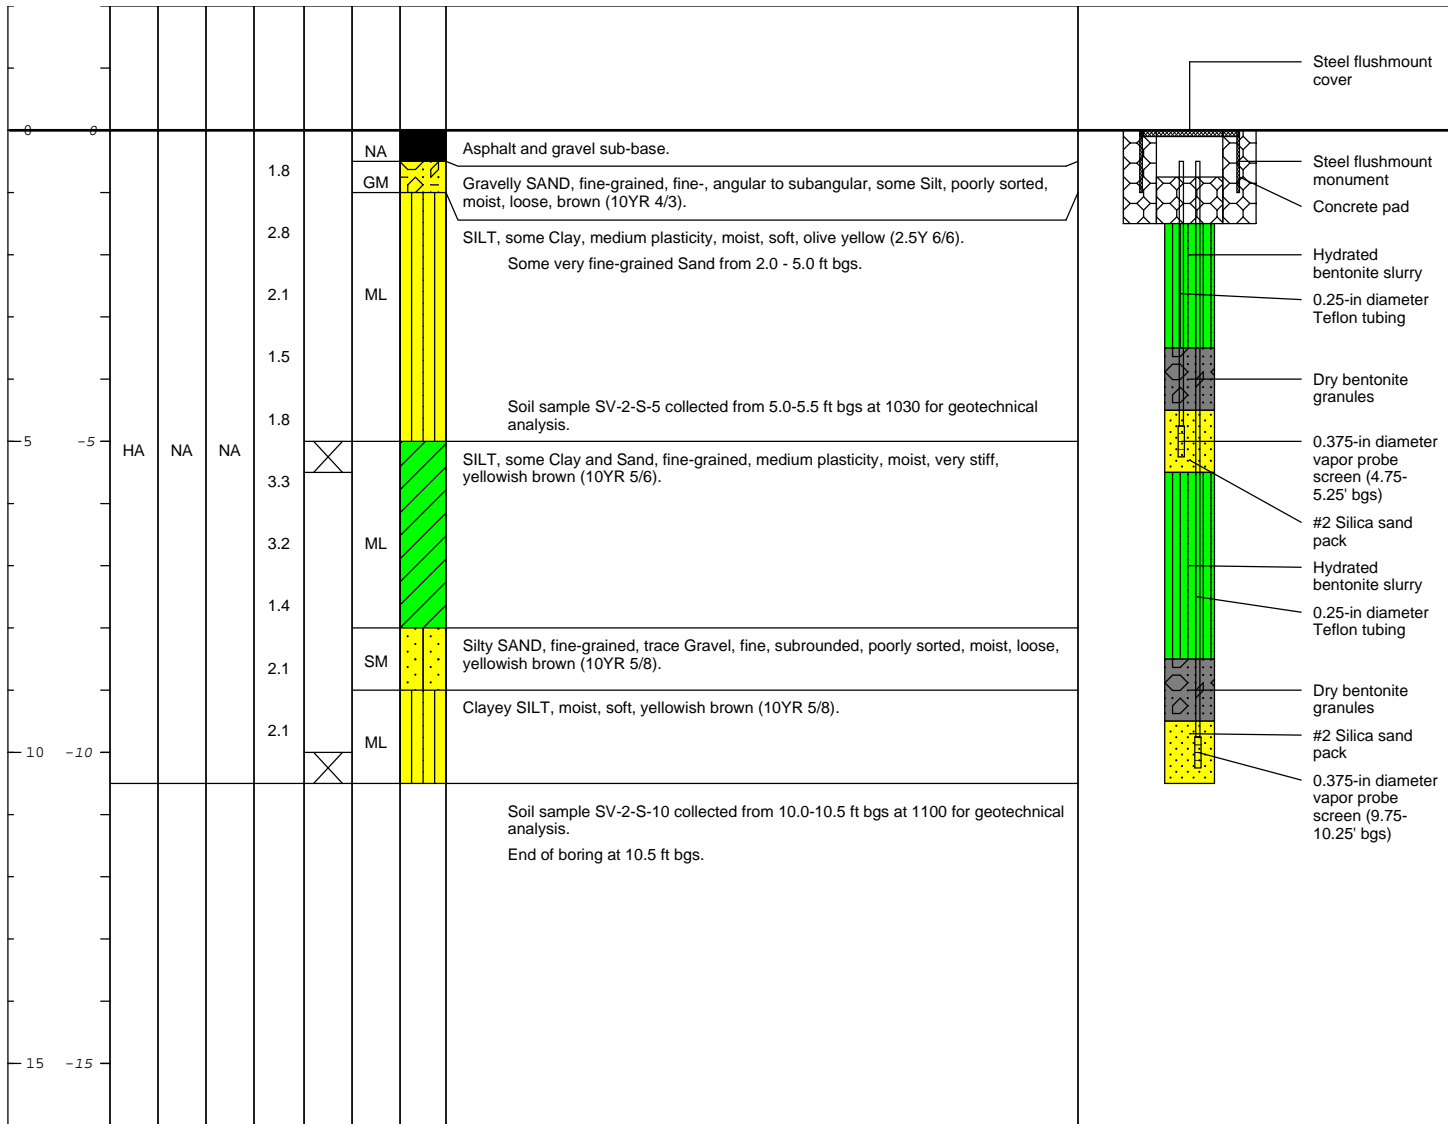 Steel flushmount
cover
0 0
NA
Asphalt and gravel sub-base.
1.8
Steel flushmount
monument
GM
Gravelly SAND, fine-grained, fine-, angular to subangular, some Silt, poorly sorted,
moist, loose, brown (10YR 4/3).
Concrete pad
2.8
SILT, some Clay, medium plasticity, moist, soft, olive yellow (2.5Y 6/6).
Some very fine-grained Sand from 2.0 - 5.0 ft bgs.
Hydrated
bentonite slurry
2.1
ML
0.25-in diameter
Teflon tubing
1.5
Dry bentonite
granules
1.8
Soil sample SV-2-S-5 collected from 5.0-5.5 ft bgs at 1030 for geotechnical
analysis.
5 -5
HA NA NA
SILT, some Clay and Sand, fine-grained, medium plasticity, moist, very stiff,
yellowish brown (10YR 5/6).
0.375-in diameter
vapor probe
screen (4.75-
5.25' bgs)
3.3
#2 Silica sand
pack
3.2
ML
Hydrated
bentonite slurry
1.4
0.25-in diameter
Teflon tubing
SM
Silty SAND, fine-grained, trace Gravel, fine, subrounded, poorly sorted, moist, loose,
yellowish brown (10YR 5/8).
2.1
Dry bentonite
granules
Clayey SILT, moist, soft, yellowish brown (10YR 5/8).
2.1
ML
#2 Silica sand
pack
10 -10
0.375-in diameter
vapor probe
screen (9.75-
10.25' bgs)
Soil sample SV-2-S-10 collected from 10.0-10.5 ft bgs at 1100 for geotechnical
analysis.
End of boring at 10.5 ft bgs.
15 -15